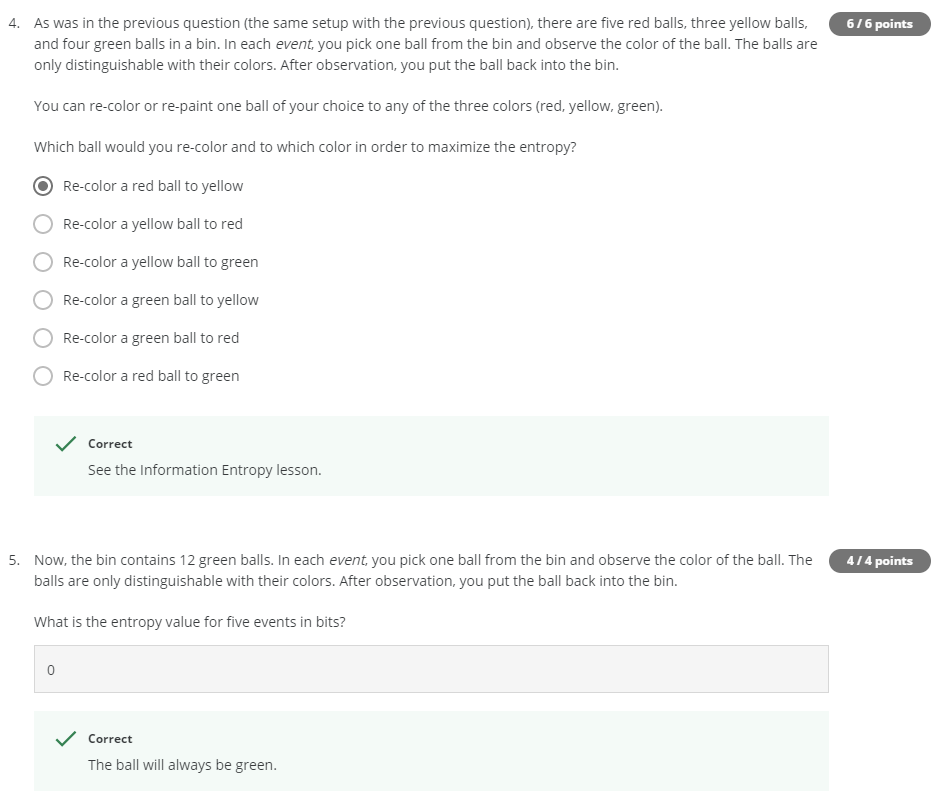 4. As was in the previous question (the same setup with the previous question), there are five red balls, three yellow balls, 6 / 6 points
and four green balls in a bin. In each event, you pick one ball from the bin and observe the color of the ball. The balls are
only distinguishable with their colors. After observation, you put the ball back into the bin.
You can re-color or re-paint one ball of your choice to any of the three colors (red, yellow, green).
Which ball would you re-color and to which color in order to maximize the entropy?
Re-color a red ball to yellow
Re-color a yellow ball to red
Re-color a yellow ball to green
Re-color a green ball to yellow
Re-color a green ball to red
Re-color a red ball to green
Correct
See the Information Entropy lesson.
5. Now, the bin contains 12 green balls. In each event, you pick one ball from the bin and observe the color of the ball. The 4 / 4 points
balls are only distinguishable with their colors. After observation, you put the ball back into the bin.
What is the entropy value for five events in bits?
0
Correct
The ball will always be green.